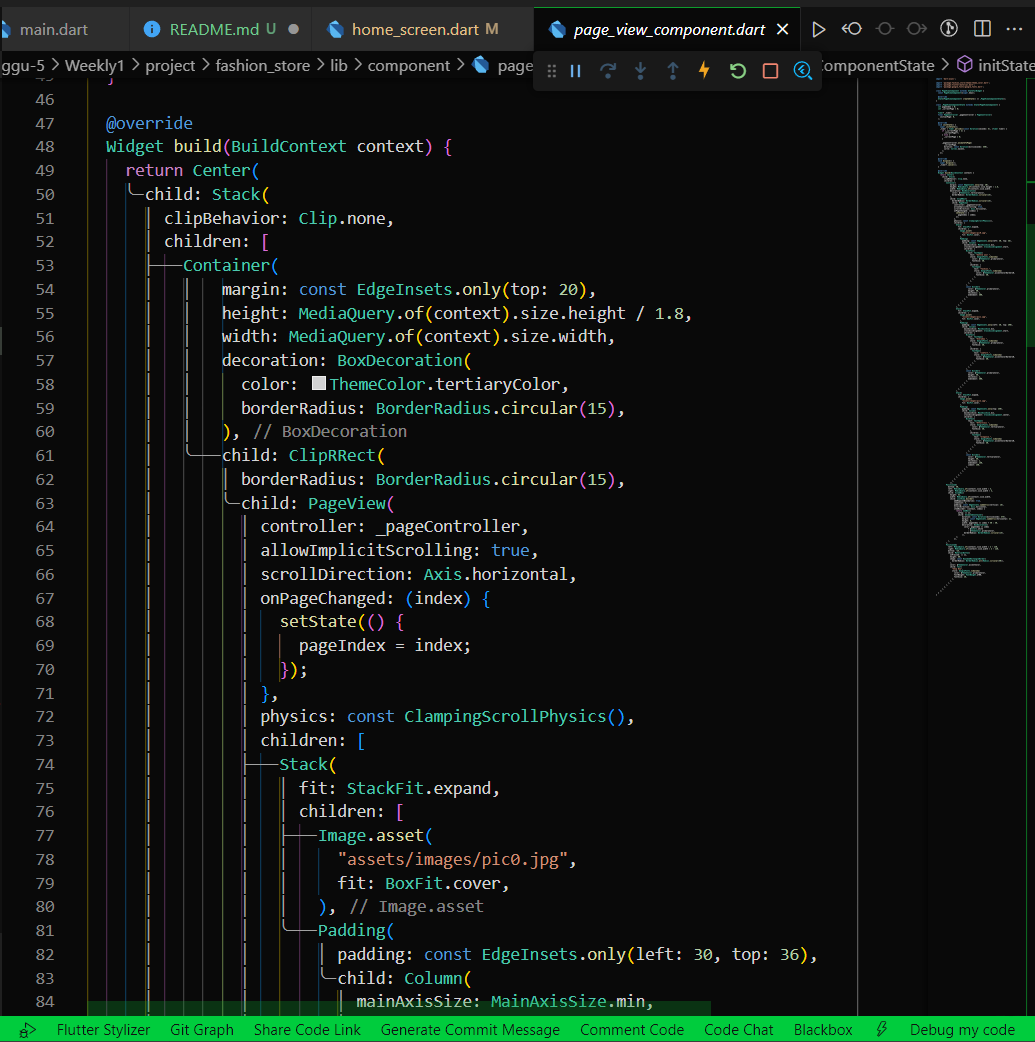 main.dart
README.md U
home_screen.dart M
page_view_component.dart
ggu-5 > Weekly1 > project > fashion_store > lib > component > page
omponentState > initState
46
47 @override
48 Widget build(BuildContext context) {
49 return Center(
50 child: Stack(
51 clipBehavior: Clip.none,
52 children: [
53 Container(
54 margin: const EdgeInsets.only(top: 20),
55 height: MediaQuery.of(context).size.height / 1.8,
56 width: MediaQuery.of(context).size.width,
57 decoration: BoxDecoration(
58 color: ThemeColor.tertiaryColor,
59 borderRadius: BorderRadius.circular(15),
60 ), // BoxDecoration
61 child: ClipRRect(
62 borderRadius: BorderRadius.circular(15),
63 child: PageView(
64 controller: _pageController,
65 allowImplicitScrolling: true,
66 scrollDirection: Axis.horizontal,
67 onPageChanged: (index) {
68 setState(() {
69 pageIndex = index;
70 });
71 },
72 physics: const ClampingScrollPhysics(),
73 children: [
74 Stack(
75 fit: StackFit.expand,
76 children: [
77 Image.asset(
78 "assets/images/pic0.jpg",
79 fit: BoxFit.cover,
80 ), // Image.asset
81 Padding(
82 padding: const EdgeInsets.only(left: 30, top: 36),
83 child: Column(
84 mainAxisSize: MainAxisSize.min,
Flutter Stylizer Git Graph Share Code Link Generate Commit Message Comment Code Code Chat Blackbox Debug my code